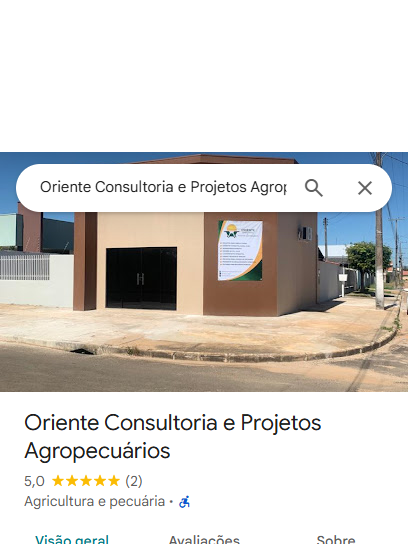 Oriente Consultoria e Projetos Agrop
Oriente Consultoria e Projetos
Agropecuários
5,0 (2)
Agricultura e pecuária ·
Visão geral
Avaliações
Sobre